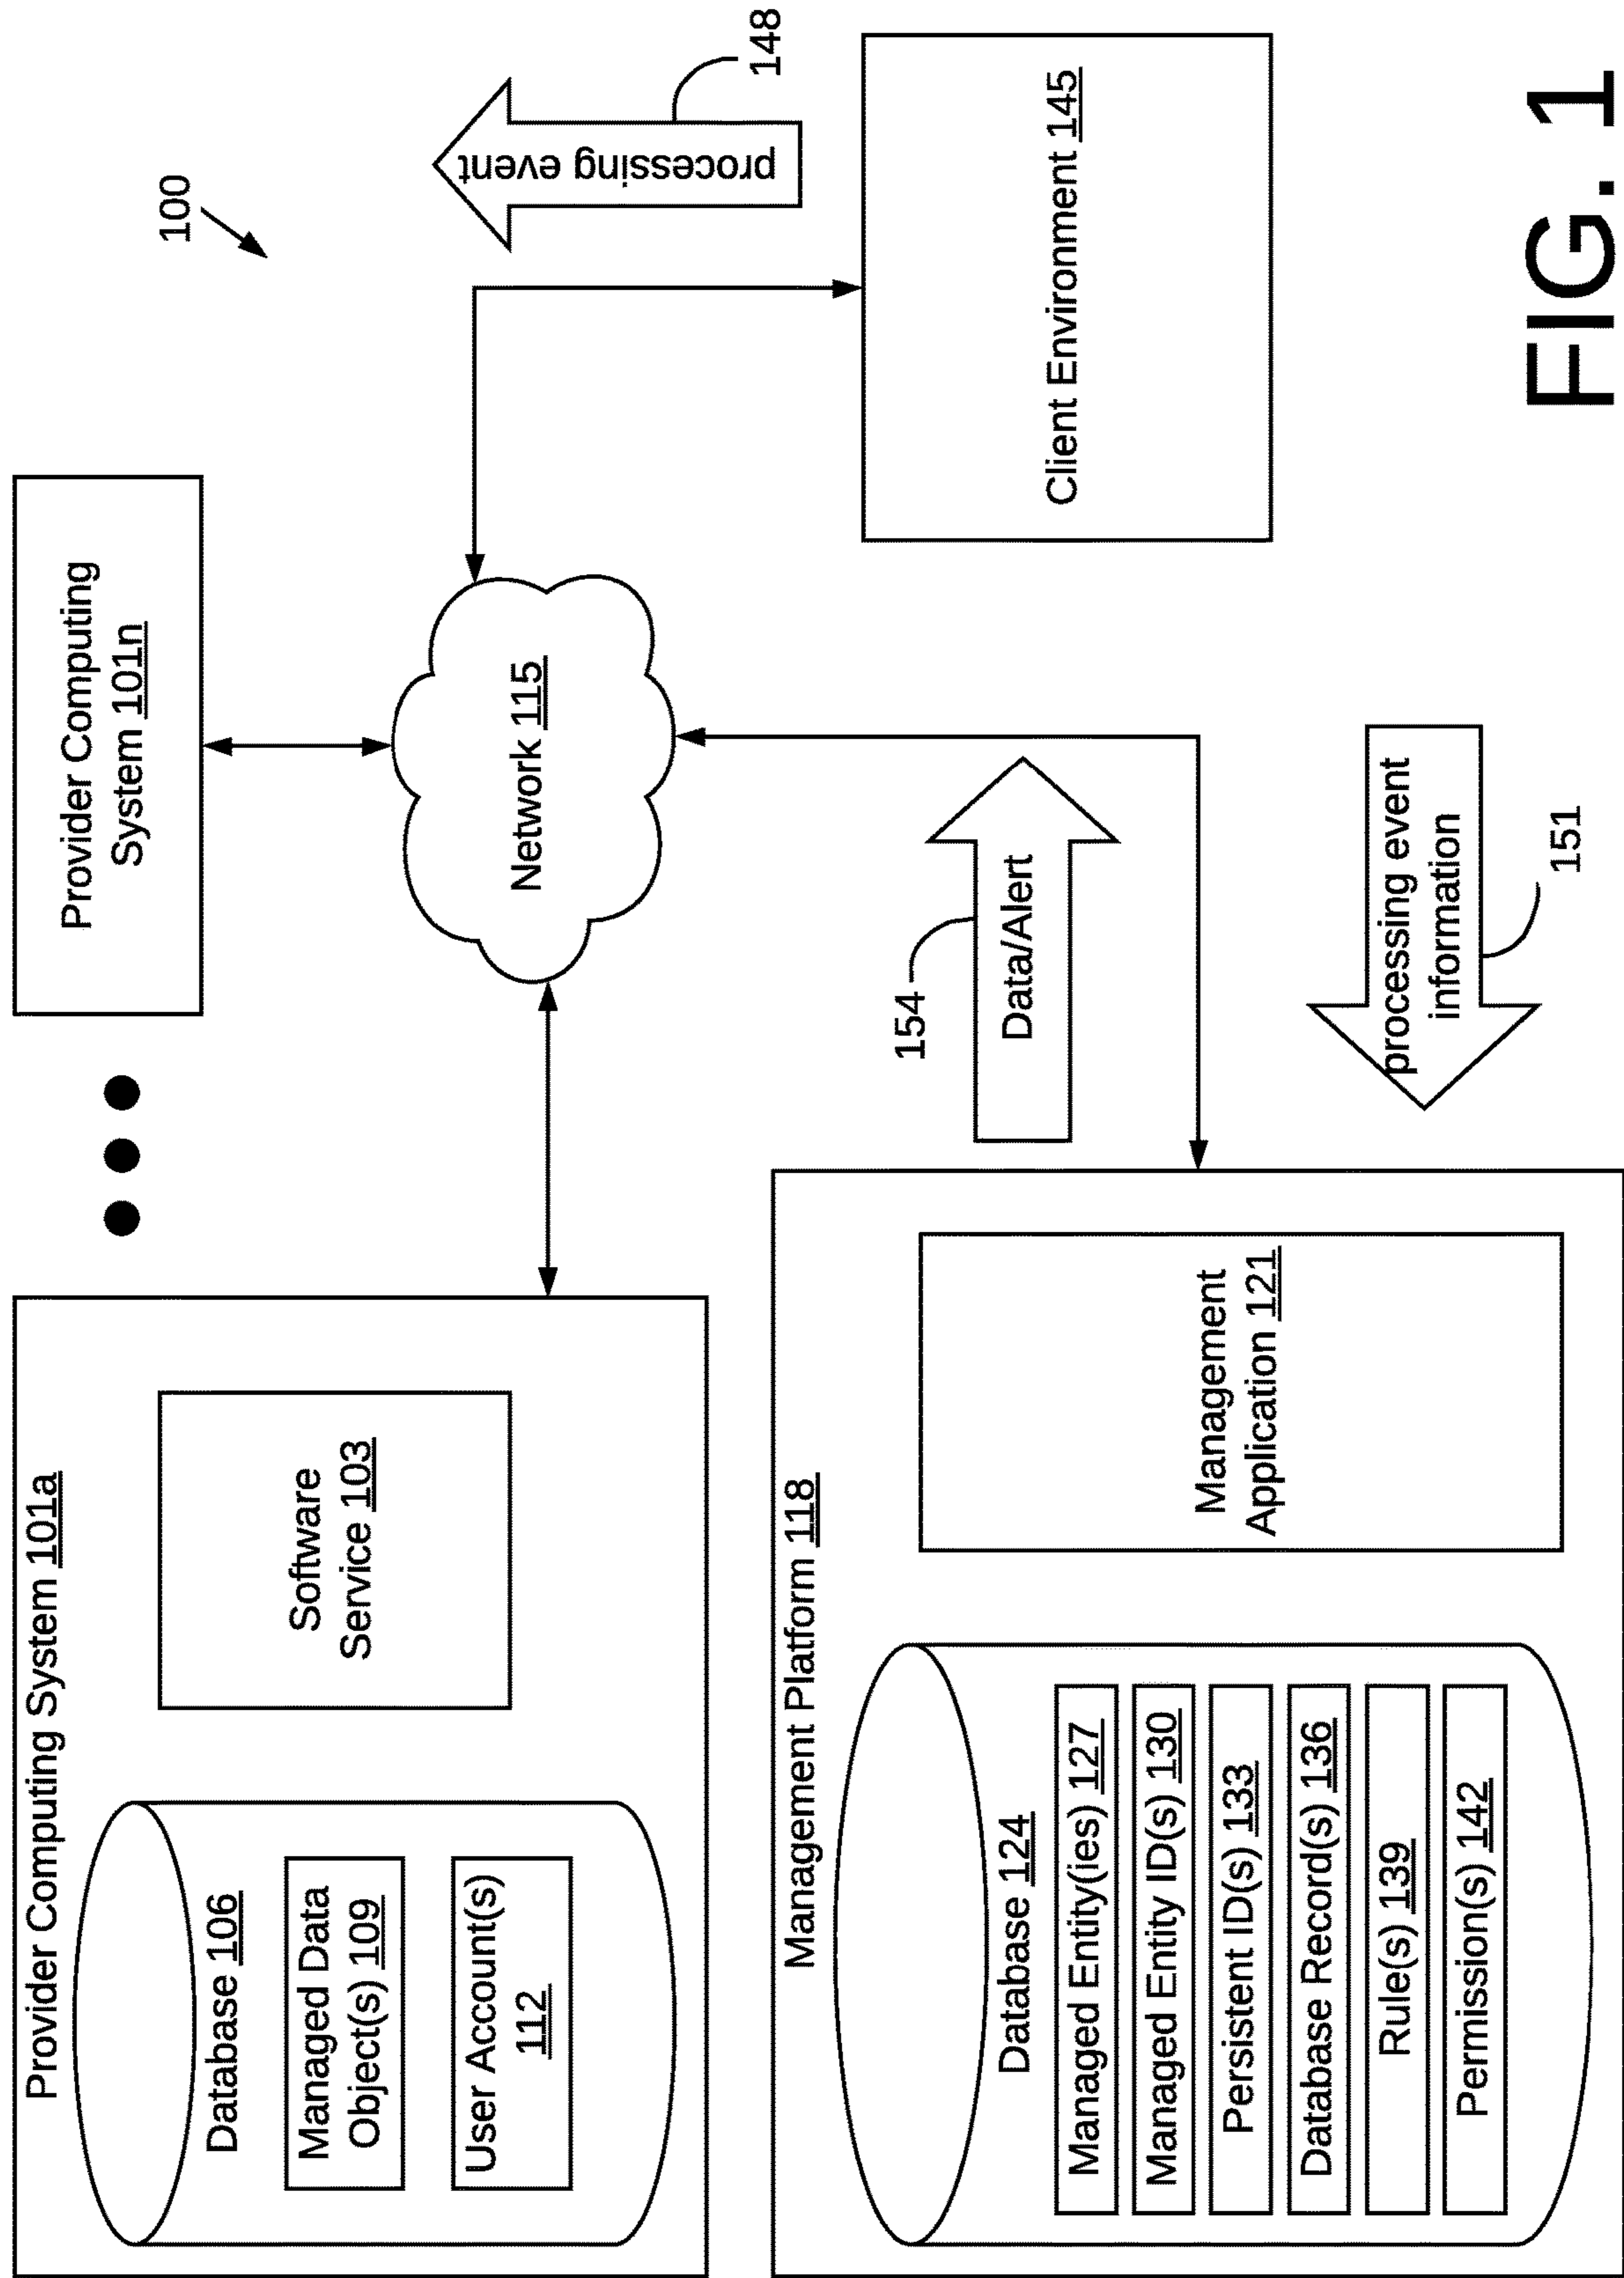 100
Provider Computing System 101a
Database 106
Managed Data
Object(s) 109
User Account(s)
112
Software
Service 103
Provider Computing
System 101n
Network 115
processing event
148
Client Environment 145
154
Data/Alert
processing event
information
151
Management Platform 118
Database 124
Managed Entity(ies) 127
Managed Entity ID(s) 130
Persistent ID(s) 133
Database Record(s) 136
Rule(s) 139
Permission(s) 142
Management
Application 121
FIG. 1